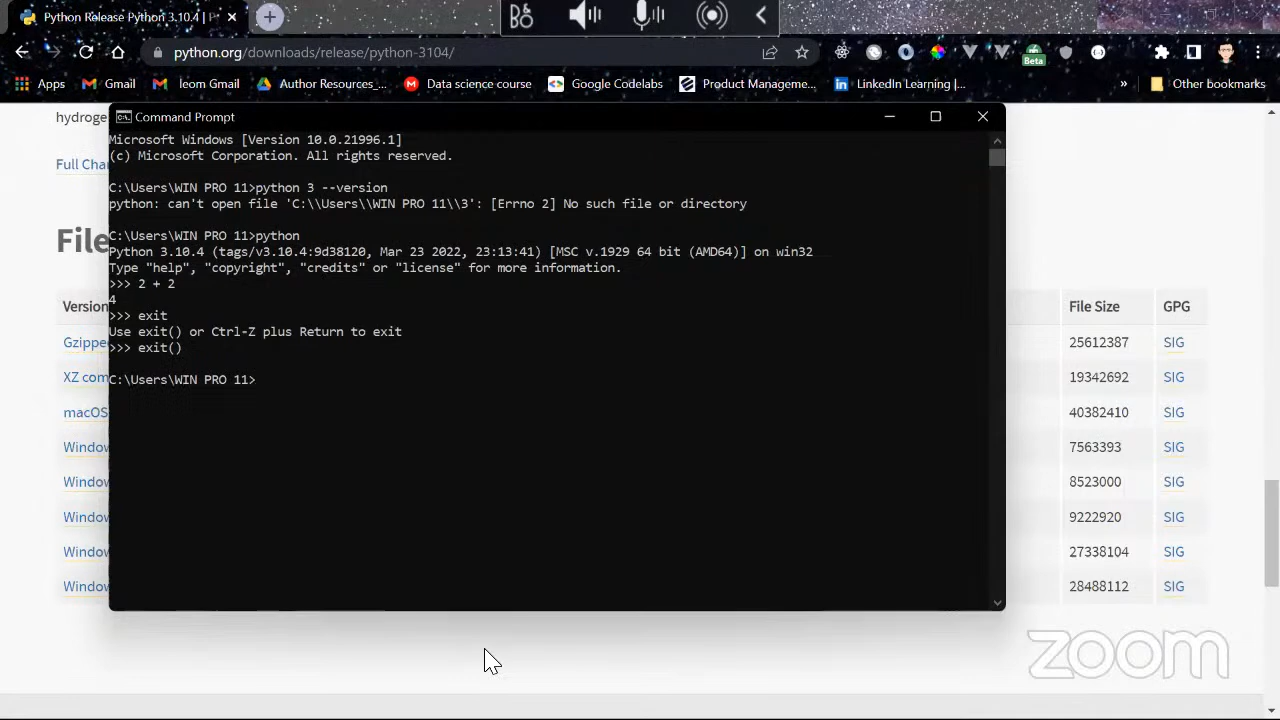 Python Release Python 3.10.4 | P
python.org/downloads/release/python-3104/
Beta
Apps
Gmail
leom Gmail
Author Resources_...
Data science course
Google Codelabs
Product Manageme...
LinkedIn Learning |...
»
Other bookmarks
hydroge
Full Cha
File
Version
File Size
GPG
Gzippe
25612387
SIG
XZ com
19342692
SIG
macOS
40382410
SIG
Window
7563393
SIG
Window
8523000
SIG
Window
9222920
SIG
Window
27338104
SIG
Window
28488112
SIG
Command Prompt
Microsoft Windows [Version 10.0.21996.1]
(c) Microsoft Corporation. All rights reserved.
C:\Users\WIN PRO 11>python 3 --version
python: can't open file 'C:\\Users\\WIN PRO 11\\3': [Errno 2] No such file or directory
C:\Users\WIN PRO 11>python
Python 3.10.4 (tags/v3.10.4:9d38120, Mar 23 2022, 23:13:41) [MSC v.1929 64 bit (AMD64)] on win32
Type "help", "copyright", "credits" or "license" for more information.
>>> 2 + 2
4
>>> exit
Use exit() or Ctrl-Z plus Return to exit
>>> exit()
C:\Users\WIN PRO 11>
zoom